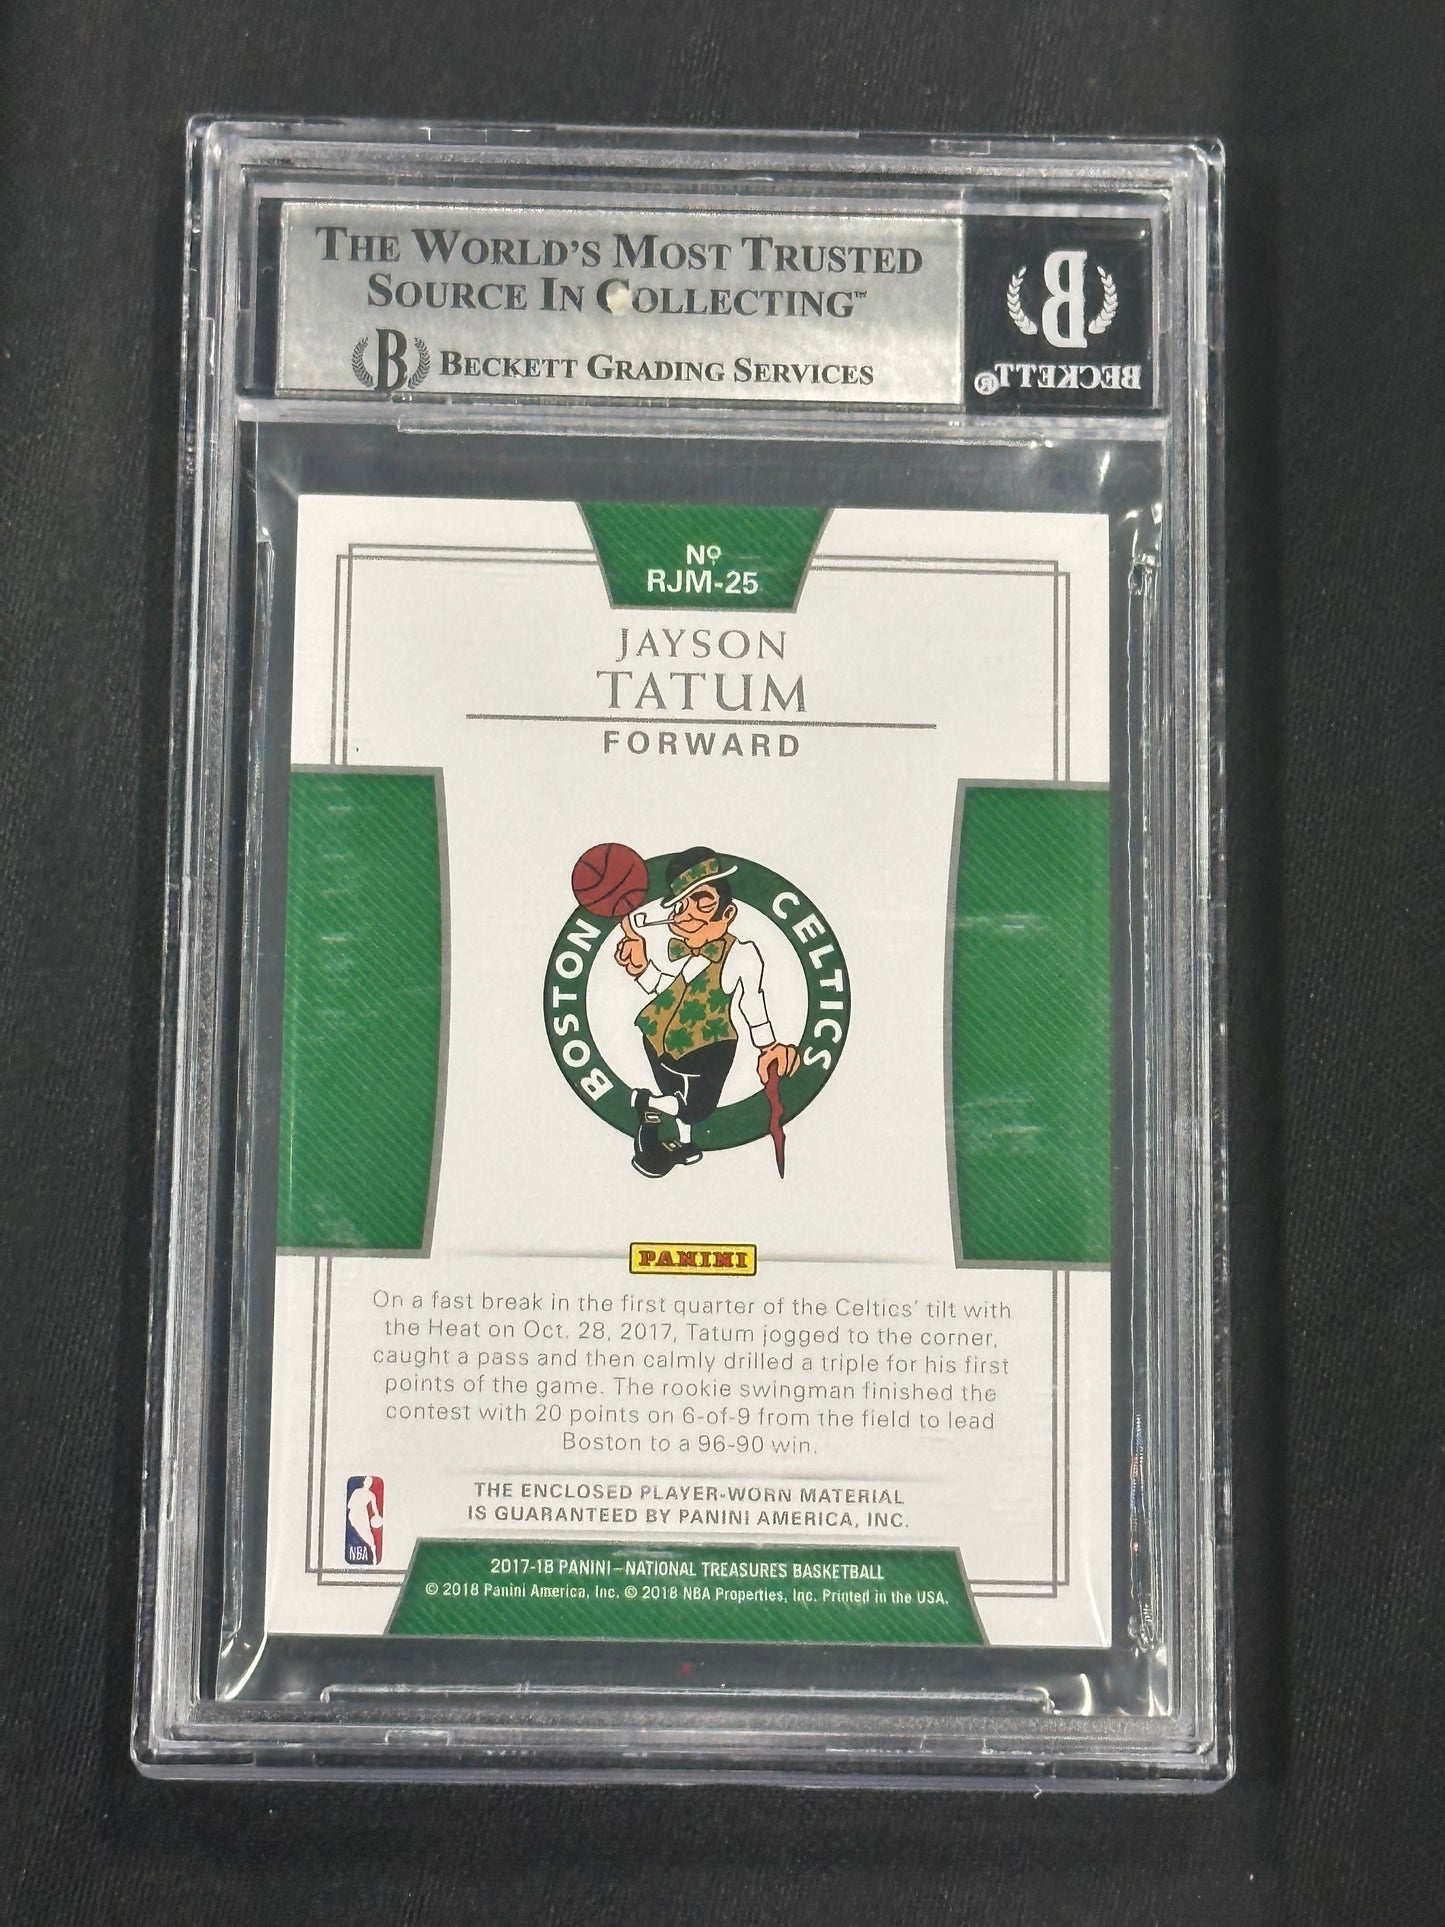 THE WORLD'S MOST TRUSTED
SOURCE IN COLLECTING™
B BECKETT GRADING SERVICES
B
BECKETT®
Nº
RJM-25
JAYSON
TATUM
FORWARD
BOSTON CELTICS
PANINI
On a fast break in the first quarter of the Celtics' tilt with
the Heat on Oct. 28, 2017, Tatum jogged to the corner,
caught a pass and then calmly drilled a triple for his first
points of the game. The rookie swingman finished the
contest with 20 points on 6-of-9 from the field to lead
Boston to a 96-90 win.
THE ENCLOSED PLAYER-WORN MATERIAL
IS GUARANTEED BY PANINI AMERICA, INC.
NBA
2017-18 PANINI – NATIONAL TREASURES BASKETBALL
© 2018 Panini America, Inc. © 2018 NBA Properties, Inc. Printed in the USA.